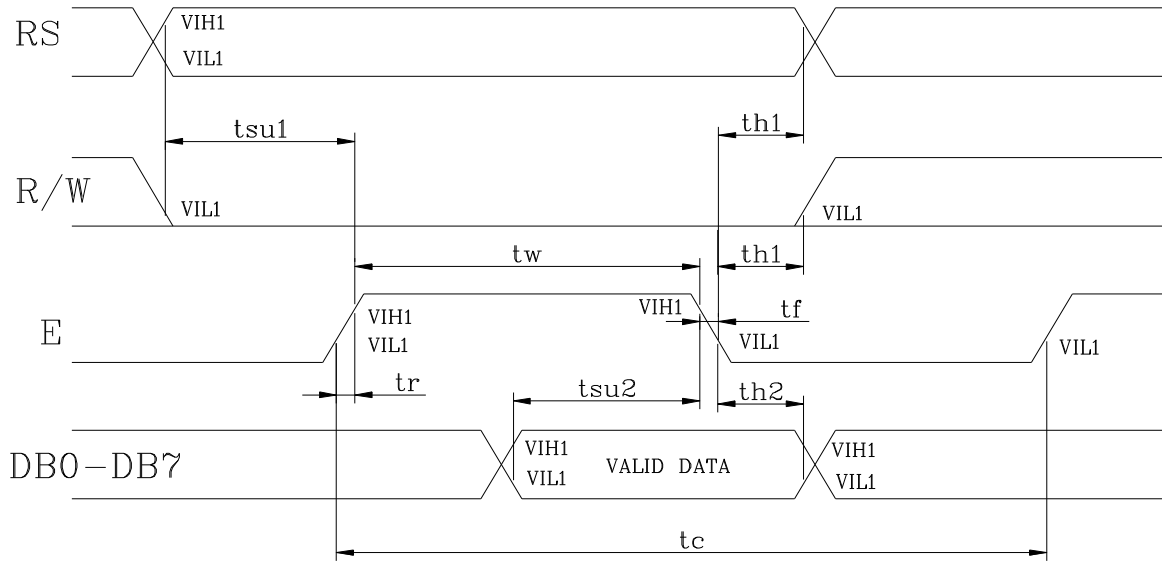 RS
VIH1
VIL1
tsu1
th1
R/W
VIL1
VIL1
tw
th1
E
VIH1
VIL1
VIH1
tf
VIL1
VIL1
tr
tsu2
th2
DB0-DB7
VIH1
VIL1
VALID DATA
VIH1
VIL1
tc